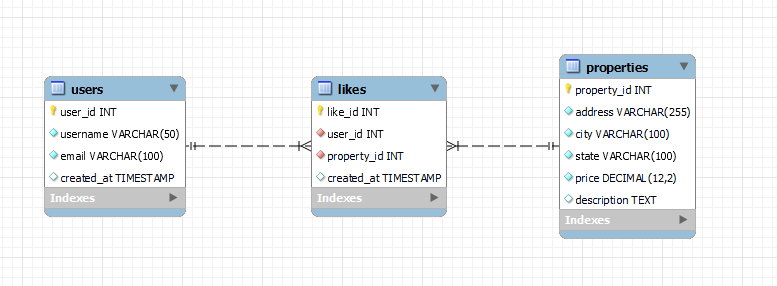 users
user_id INT
username VARCHAR(50)
email VARCHAR(100)
created_at TIMESTAMP
Indexes
likes
like_id INT
user_id INT
property_id INT
created_at TIMESTAMP
Indexes
properties
property_id INT
address VARCHAR(255)
city VARCHAR(100)
state VARCHAR(100)
price DECIMAL(12,2)
description TEXT
Indexes